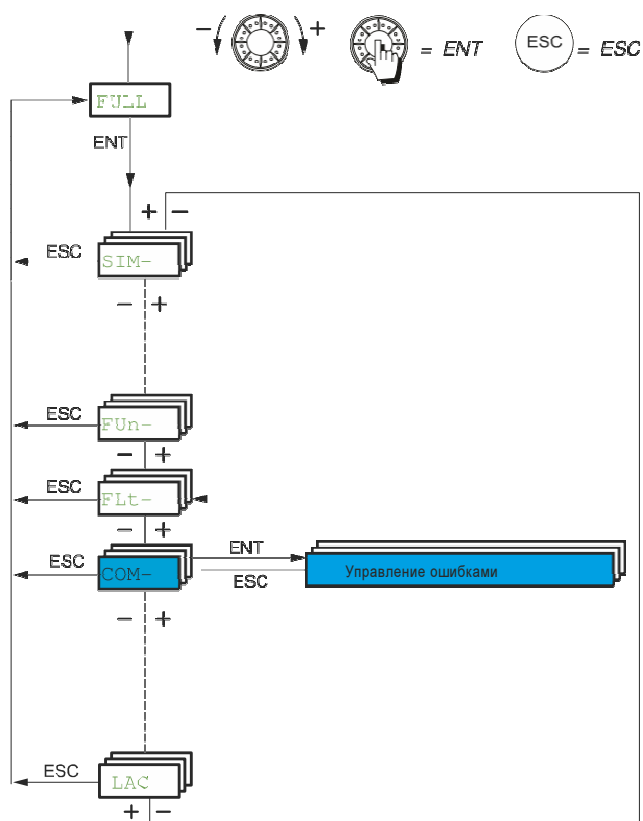 − + = ENT ESC = ESC
FULL
ENT
+ −
ESC
SIM-
− +
ESC
FUn-
− +
ESC
FLt-
− +
ENT
ESC
COM-
Управление ошибками
ESC
− +
ESC
LAC
+ −